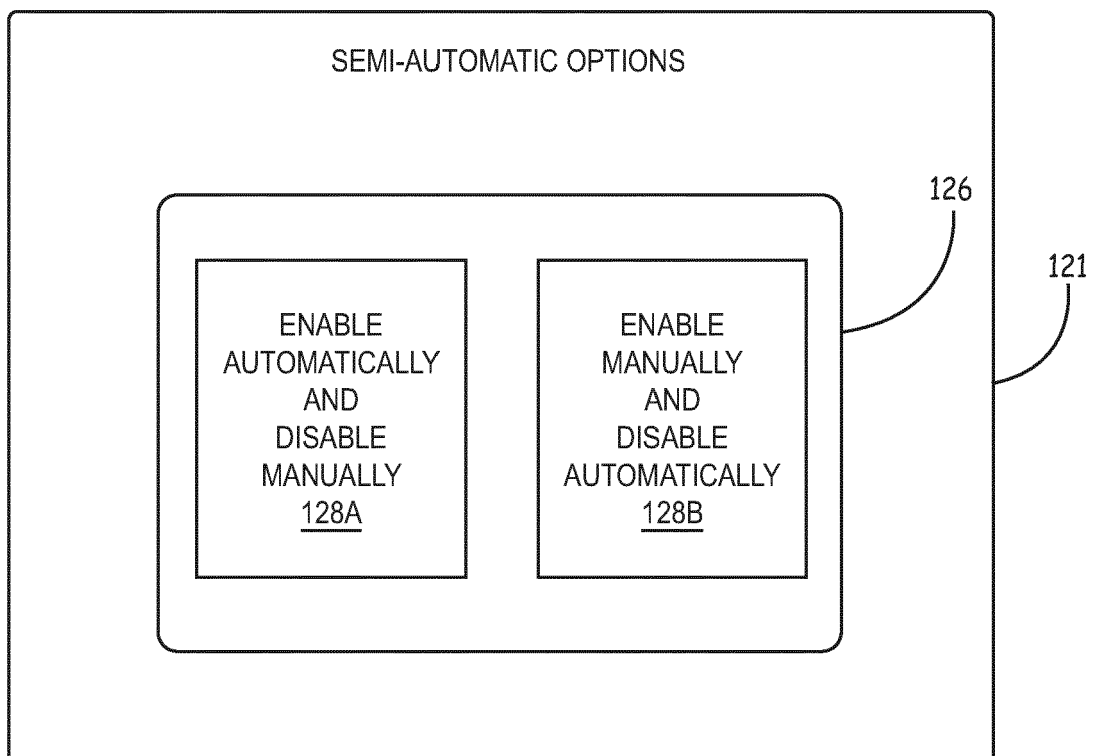 SEMI-AUTOMATIC OPTIONS
126
121
ENABLE
AUTOMATICALLY
AND
DISABLE
MANUALLY
128A
ENABLE
MANUALLY
AND
DISABLE
AUTOMATICALLY
128B